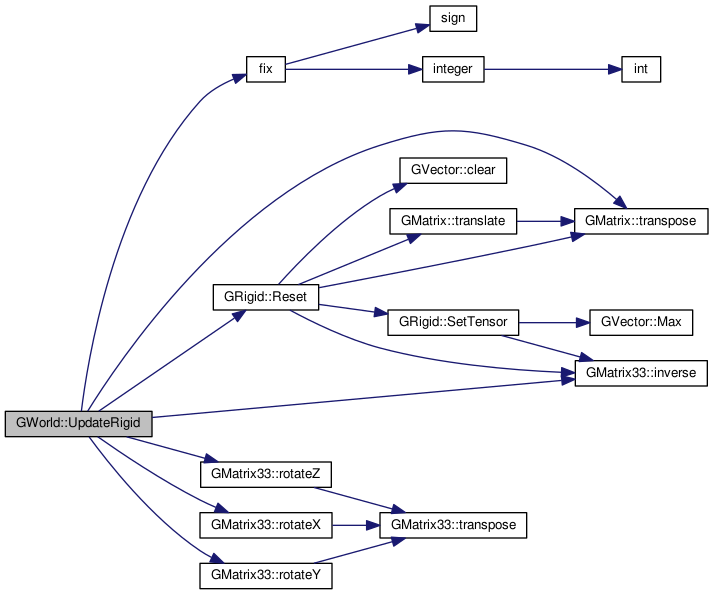 sign
fix
integer
int
GVector::clear
GMatrix::translate
GMatrix::transpose
GRigid::Reset
GRigid::SetTensor
GVector::Max
GMatrix33::inverse
GWorld::UpdateRigid
GMatrix33::rotateZ
GMatrix33::rotateX
GMatrix33::transpose
GMatrix33::rotateY